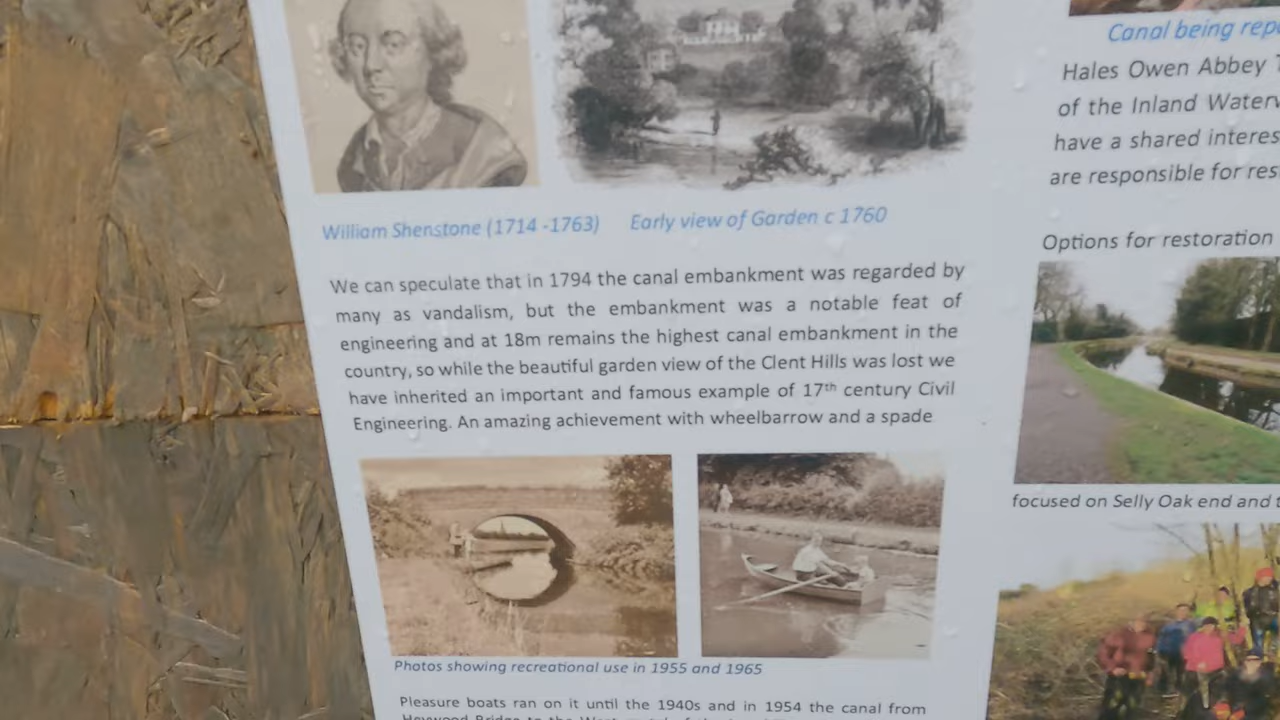 William Shenstone (1714 -1763) Early view of Garden c 1760
We can speculate that in 1794 the canal embankment was regarded by
many as vandalism, but the embankment was a notable feat of
engineering and at 18m remains the highest canal embankment in the
country, so while the beautiful garden view of the Clent Hills was lost we
have inherited an important and famous example of 17th century Civil
Engineering. An amazing achievement with wheelbarrow and a spade
Photos showing recreational use in 1955 and 1965
Pleasure boats ran on it until the 1940s and in 1954 the canal from
Canal being
Hales Owen Abbey
of the Inland
have a shared
are responsible for
Options for restoration
focused on Selly Oak end and